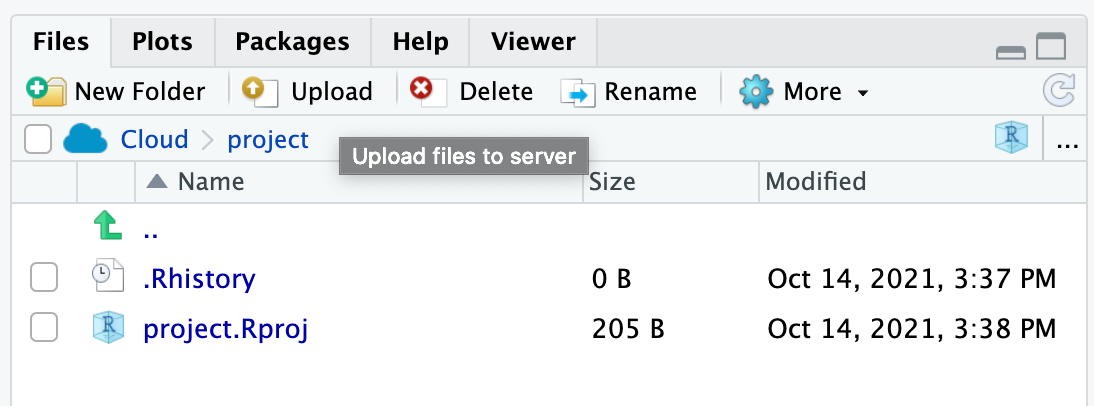 Files Plots Packages Help Viewer
New Folder Upload Delete Rename More
Cloud project R ...
Upload files to server
Name Size Modified
..
.Rhistory 0 B Oct 14, 2021, 3:37 PM
R project.Rproj 205 B Oct 14, 2021, 3:38 PM